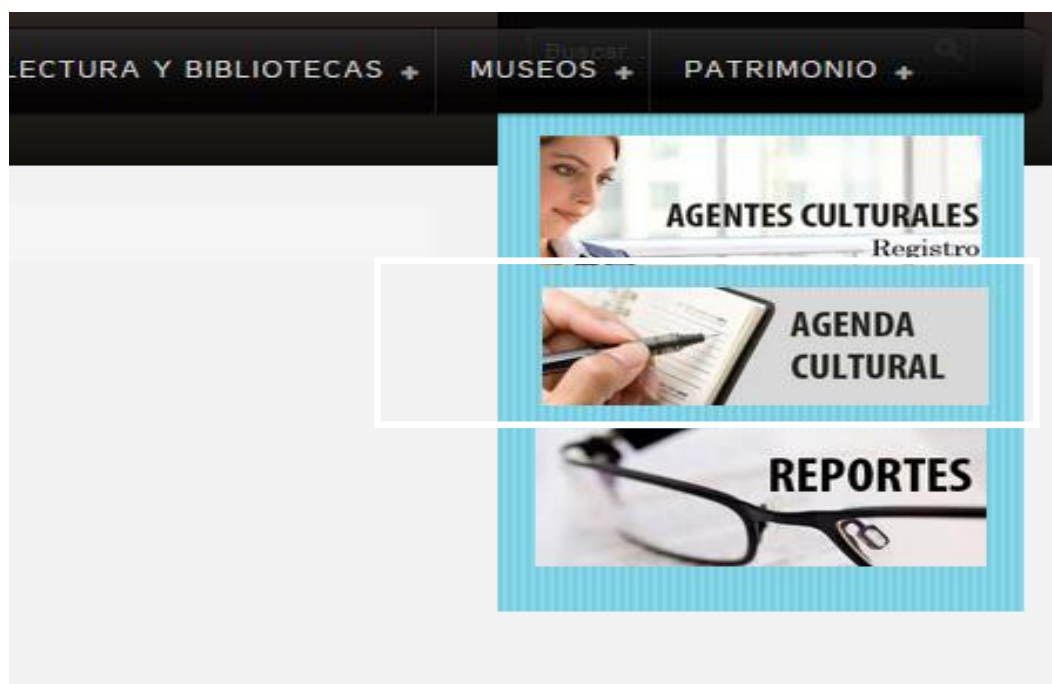 Buscar...
LECTURA Y BIBLIOTECAS + MUSEOS + PATRIMONIO +
AGENTES CULTURALES
Registro
AGENDA
CULTURAL
REPORTES